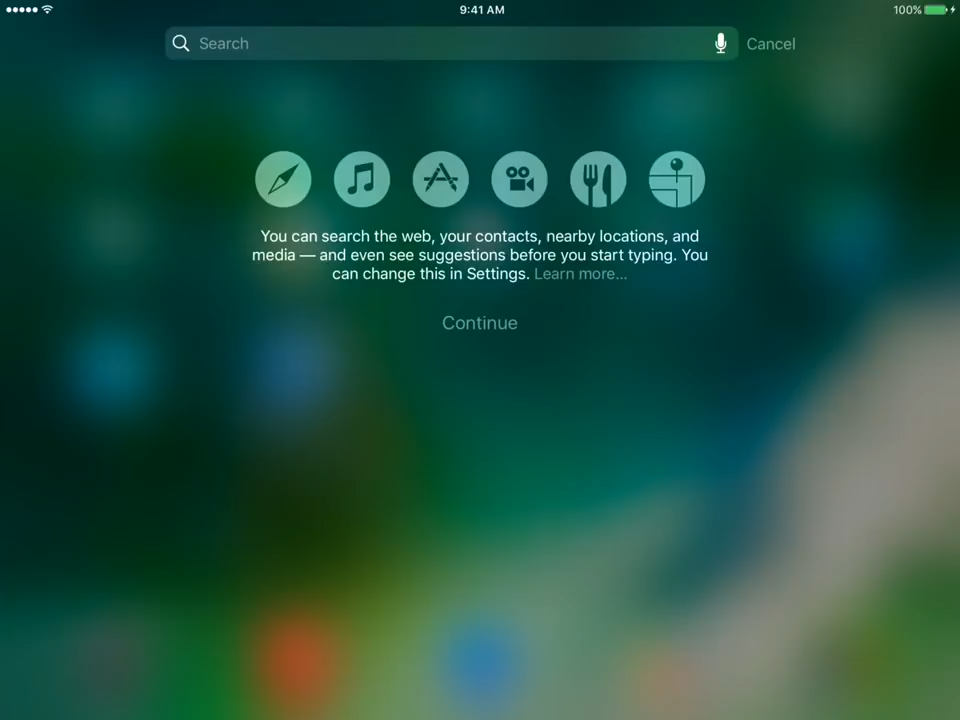 9:41 AM
100%
Search
Cancel
You can search the web, your contacts, nearby locations, and
media — and even see suggestions before you start typing. You
can change this in Settings. Learn more...
Continue